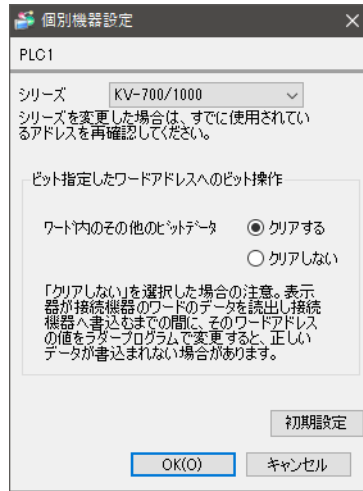 個別機器設定
PLC1
シリーズ KV-700/1000
シリーズを変更した場合は、すでに使用されてい
るアドレスを再確認してください。
ビット指定したワードアドレスへのビット操作
ワード内のその他のビットデータ クリアする
クリアしない
「クリアしない」を選択した場合の注意。表示
器が接続機器のワードのデータを読出し接続
機器へ書込むまでの間に、そのワードアドレス
の値をラダープログラムで変更すると、正しい
データが書込まれない場合があります。
初期設定
OK(O) キャンセル